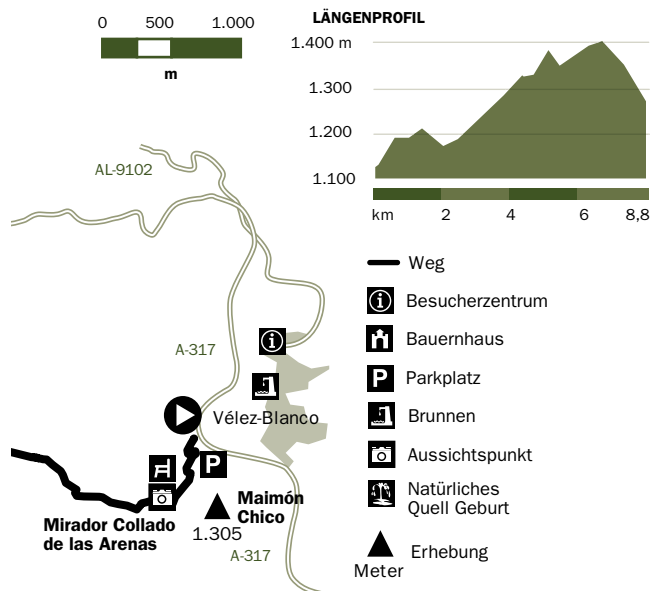 0 500 1.000
m
LÄNGENPROFIL
1.400 m
1.300
1.200
1.100
km 2 4 6 8,8
AL-9102
A-317
Vélez-Blanco
Mirador Collado
de las Arenas
Maimón
Chico
1.305
A-317
Weg
Besucherzentrum
Bauernhaus
P Parkplatz
Brunnen
Aussichtspunkt
Natürliches
Quell Geburt
Erhebung
Meter
P